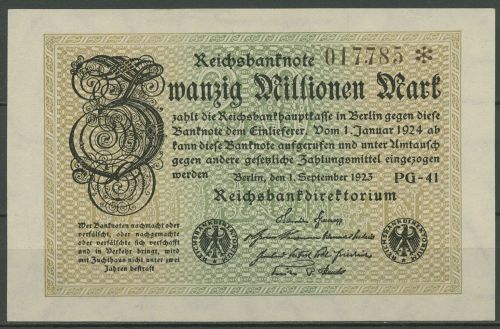 Reichsbanknote 017785 *
Zwanzig Millionen Mark
zahlt die Reichsbankhauptkasse in Berlin gegen diese
Banknote dem Einlieferer. Vom 1. Januar 1924 ab
kann diese Banknote aufgerufen und unter Umtausch
gegen andere gesetzliche Zahlungsmittel eingezogen
werden Berlin, den 1. September 1923 PG-41
Reichsbankdirektorium
Wer Banknoten nachmacht oder
verfälscht, oder nachgemachte
oder verfälschte sich verschafft
und in Verkehr bringt, wird
mit Zuchthaus nicht unter zwei
Jahren bestraft